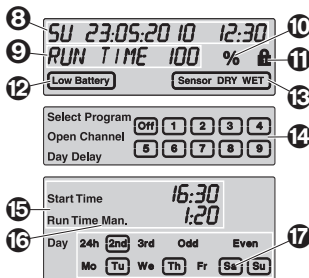 8 SU 23:05:2010 12:30 10
9 RUN TIME 100 % 11
12 Low Battery Sensor DRY WET 13
Select Program Off 1 2 3 4
Open Channel 14
Day Delay 5 6 7 8 9
15 Start Time 16:30
16 Run Time Man. 1:20
Day 24h 2nd 3rd Odd Even 17
Mo Tu We Th Fr Sa Su